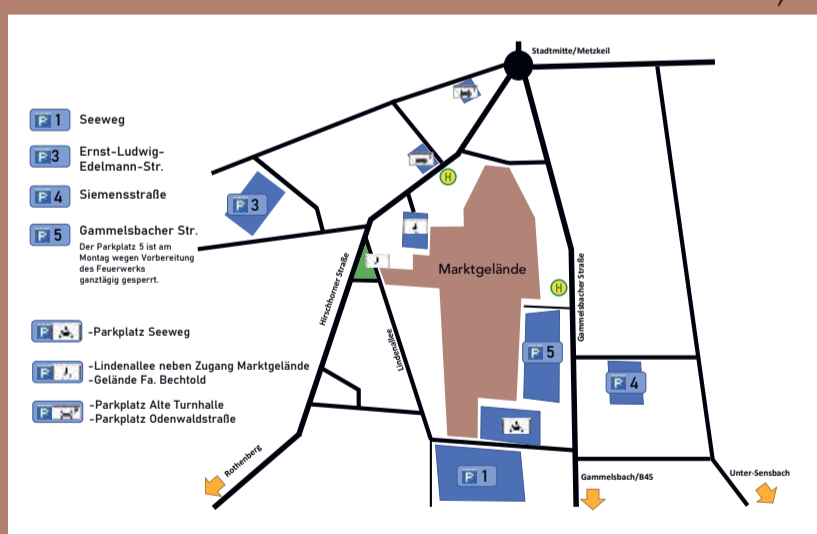 Stadtmitte/Metzkeil
P 1 Seeweg
P 3 Ernst-Ludwig-
Edelmann-Str.
P 4 Siemensstraße
P 5 Gammelsbacher Str.
Der Parkplatz 5 ist am
Montag wegen Vorbereitung
des Feuerwerks
ganztägig gesperrt.
P -Parkplatz Seeweg
P -Lindenallee neben Zugang Marktgelände
-Gelände Fa. Bechtold
P -Parkplatz Alte Turnhalle
-Parkplatz Odenwaldstraße
H
P 3
Marktgelände
Hirschhorner Straße
Lindenallee
H
Gammelsbacher Straße
P 5
P 4
P
P 1
Rothenberg
Gammelsbach/B45
Unter-Sensbach